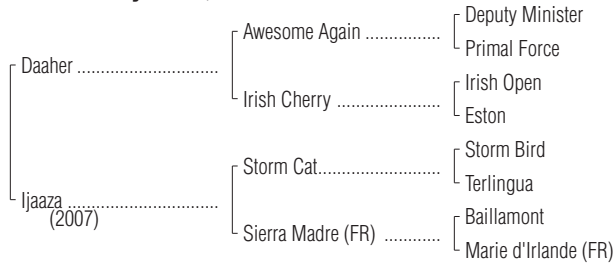 Deputy Minister
Awesome Again ................
Primal Force
Daaher ..............................
Irish Open
Irish Cherry ......................
Eston
Storm Bird
Storm Cat..........................
Terlingua
Ijaaza ................................
(2007)
Baillamont
Sierra Madre (FR) ............
Marie d'Irlande (FR)